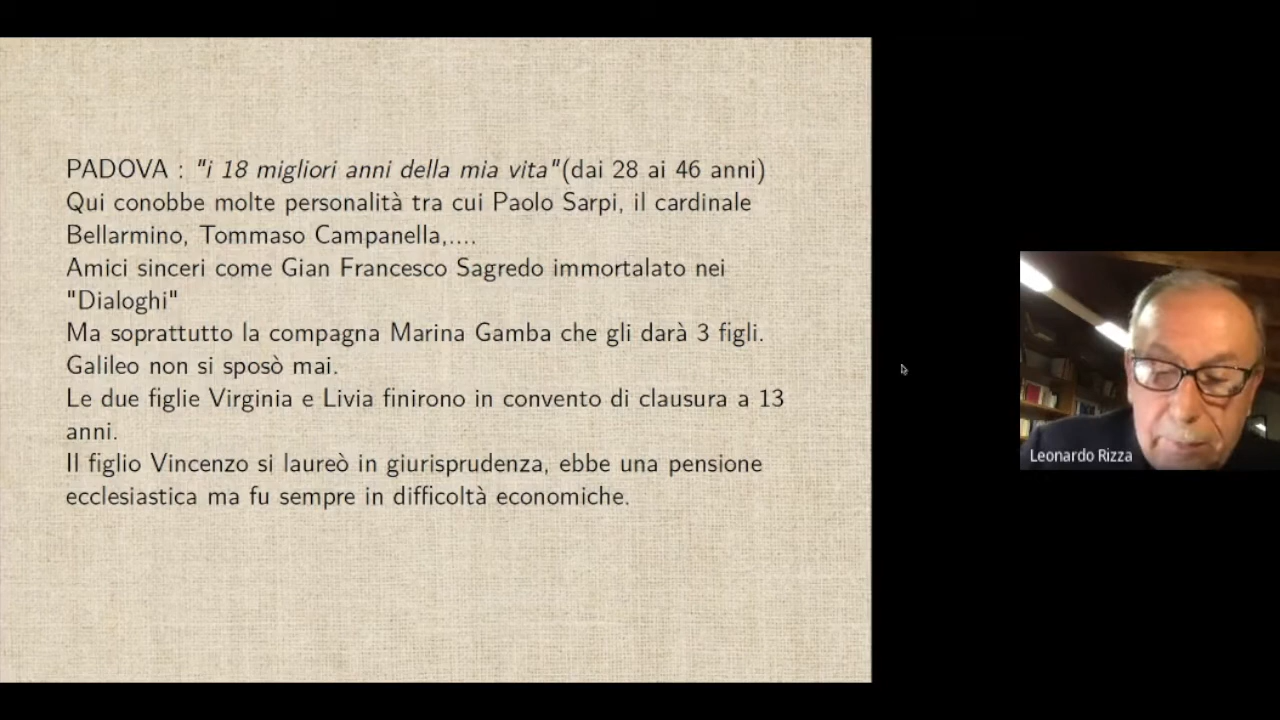 PADOVA : "i 18 migliori anni della mia vita"(dai 28 ai 46 anni)
Qui conobbe molte personalità tra cui Paolo Sarpi, il cardinale
Bellarmino, Tommaso Campanella,....
Amici sinceri come Gian Francesco Sagredo immortalato nei
"Dialoghi"
Ma soprattutto la compagna Marina Gamba che gli darà 3 figli.
Galileo non si sposò mai.
Le due figlie Virginia e Livia finirono in convento di clausura a 13
anni.
Il figlio Vincenzo si laureò in giurisprudenza, ebbe una pensione
ecclesiastica ma fu sempre in difficoltà economiche.
Leonardo Rizza